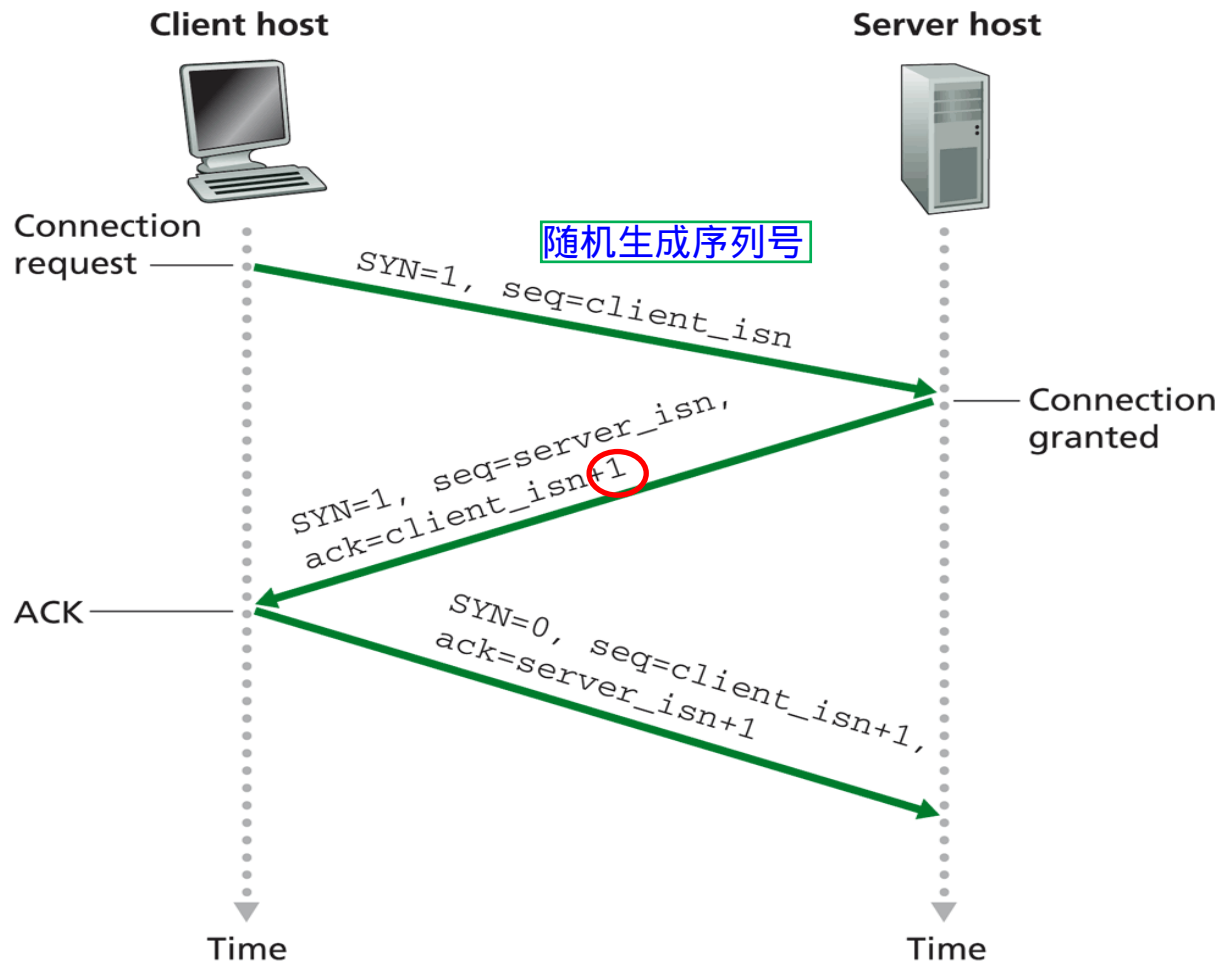 Client host
Server host
Connection
request
随机生成序列号
SYN=1, seq=client_isn
Connection
granted
SYN=1, seq=server_isn,
ack=client_isn+1
ACK
SYN=0, seq=client_isn+1,
ack=server_isn+1
Time
Time